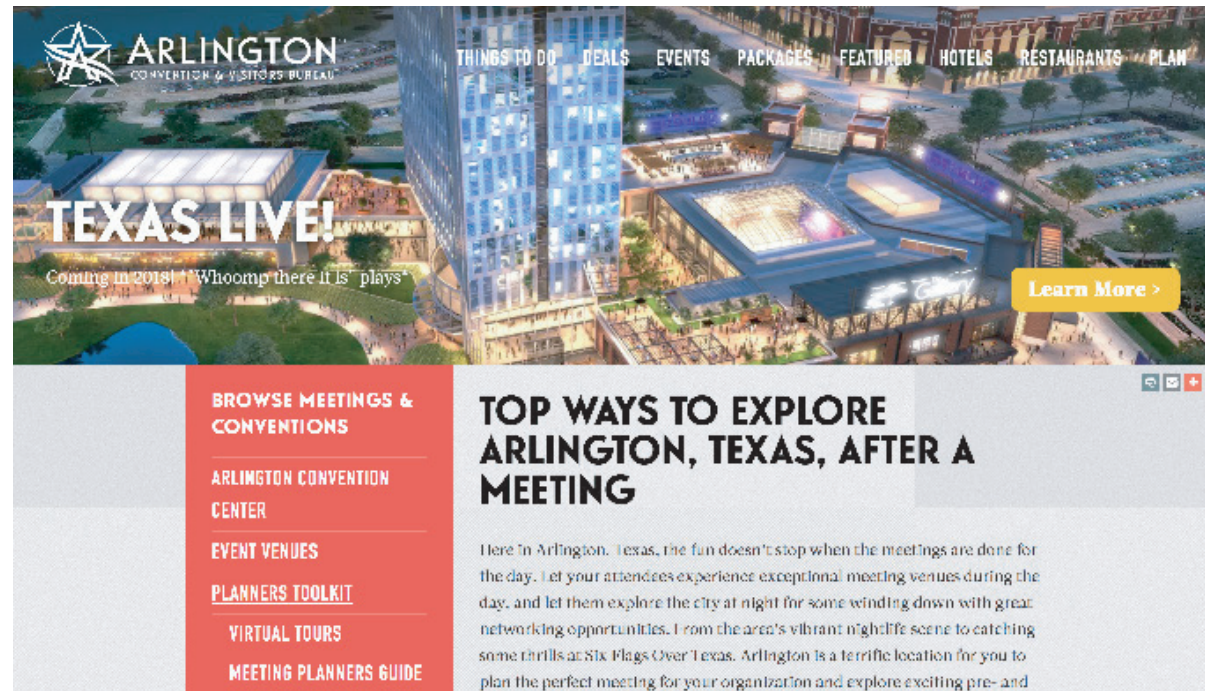 ARLINGTON
CONVENTION & VISITORS BUREAU
THINGS TO DO DEALS EVENTS PACKAGES FEATURED HOTELS RESTAURANTS PLAN
TEXAS LIVE!
Coming in 2018! **Whoomp there it is* plays*
Learn More >
BROWSE MEETINGS &
CONVENTIONS
ARLINGTON CONVENTION
CENTER
EVENT VENUES
PLANNERS TOOLKIT
VIRTUAL TOURS
MEETING PLANNERS GUIDE
TOP WAYS TO EXPLORE
ARLINGTON, TEXAS, AFTER A
MEETING
Here in Arlington, Texas, the fun doesn't stop when the meetings are done for
the day. Let your attendees experience exceptional meeting venues during the
day, and let them explore the city at night for some winding down with great
networking opportunities. From the area's vibrant nightlife scene to catching
some thrills at Six Flags Over Texas, Arlington is a terrific location for you to
plan the perfect meeting for your organization and explore exciting pre- and